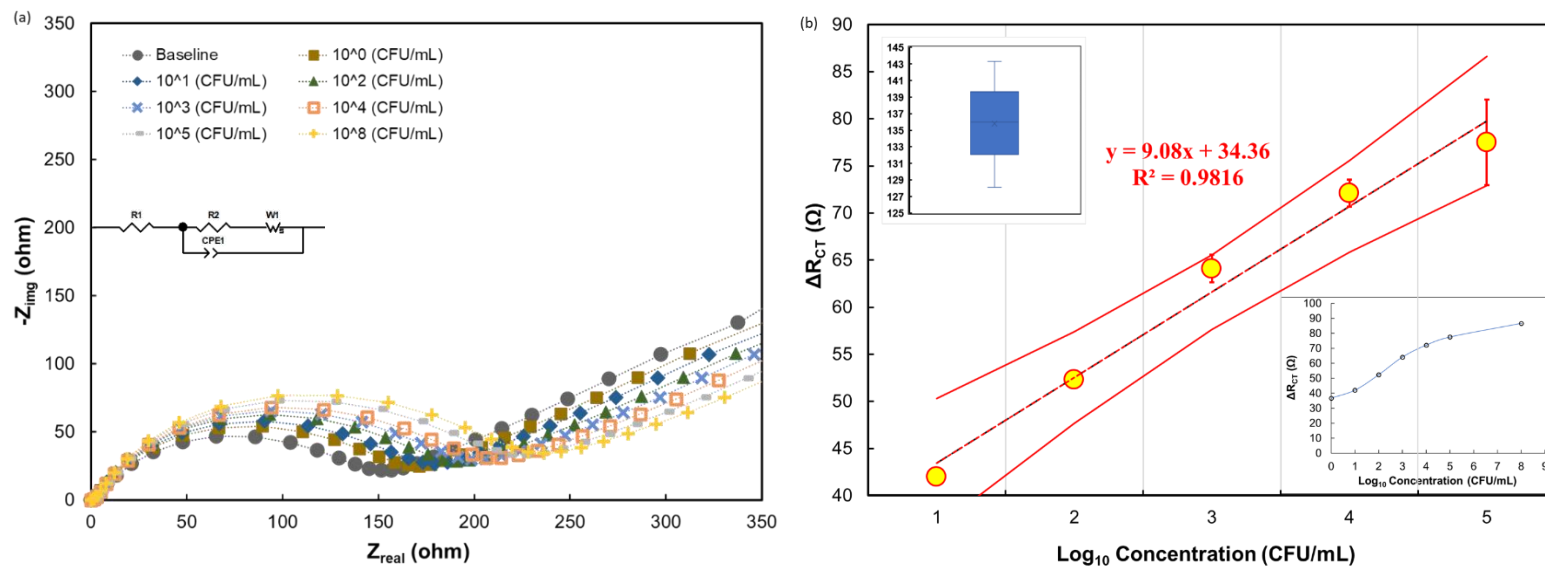 (a)
-350
300
250
200
150
100
50
0
-Zimg (ohm)
Baseline
10^0 (CFU/mL)
10^1 (CFU/mL)
10^2 (CFU/mL)
10^3 (CFU/mL)
10^4 (CFU/mL)
10^5 (CFU/mL)
10^8 (CFU/mL)
R1
R2
W1
CPE1
0 50 100 150 200 250 300 350
Zreal (ohm)
(b)
90
85
80
75
70
65
60
55
50
45
40
ΔRCT (Ω)
145
143
141
139
137
135
133
131
129
127
125
y = 9.08x + 34.36
R² = 0.9816
100
90
80
70
60
50
40
30
20
10
0
ΔRCT (Ω)
0 1 2 3 4 5 6 7 8 9
Log10 Concentration (CFU/mL)
1 2 3 4 5
Log10 Concentration (CFU/mL)